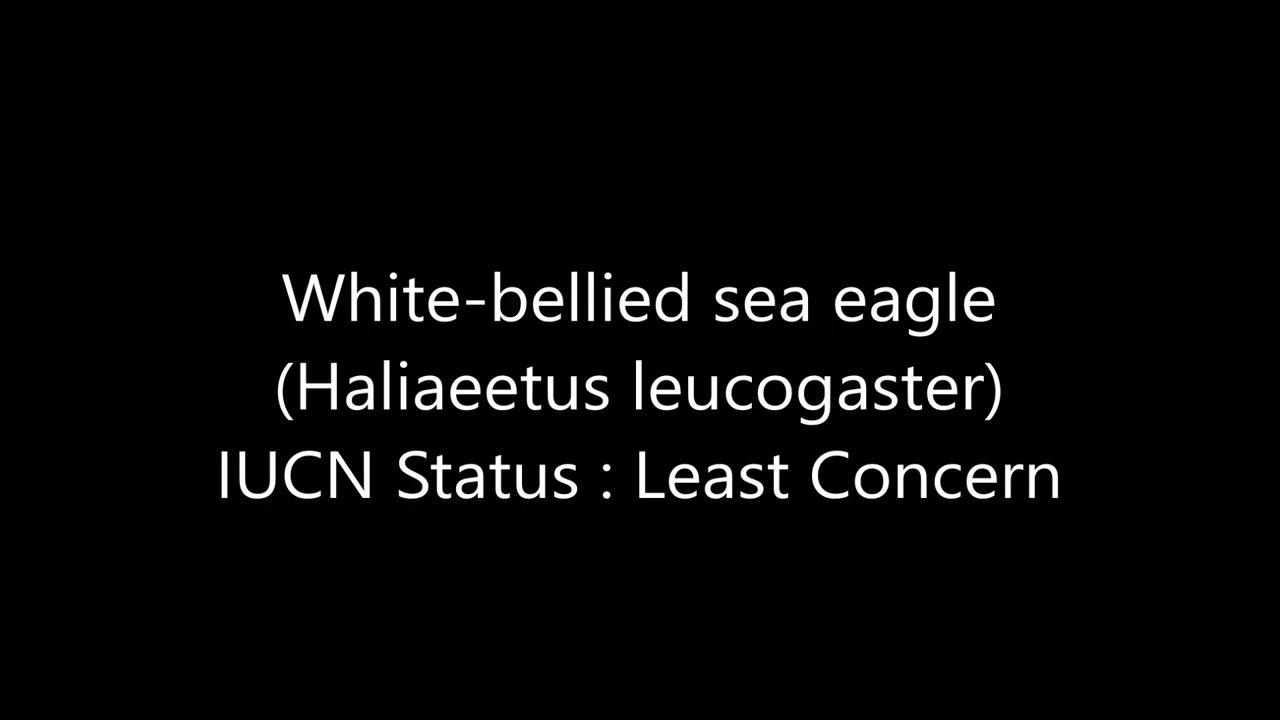 White-bellied sea eagle
(Haliaeetus leucogaster)
IUCN Status : Least Concern